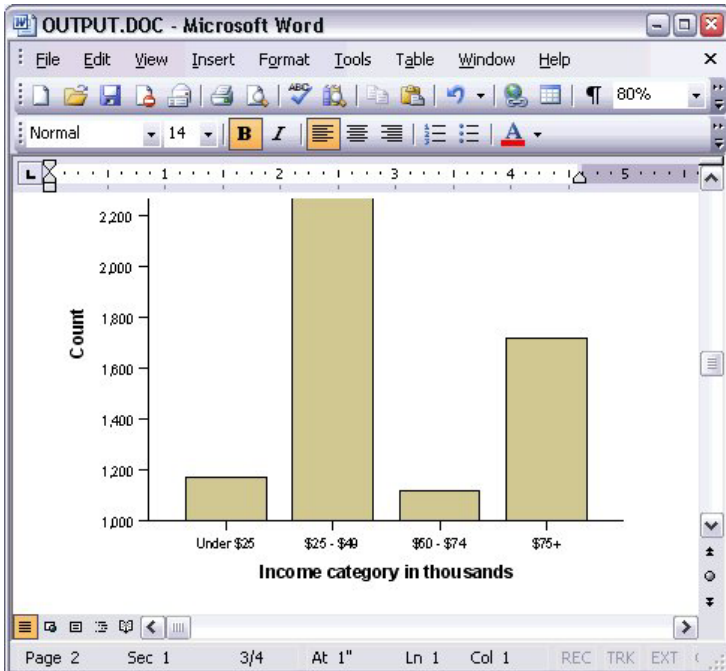 OUTPUT.DOC - Microsoft Word
File Edit View Insert Format Tools Table Window Help
ABC 80%
Normal 14 B I A
1 2 3 4 5
2,200
2,000
1,800
1,600
1,400
1,200
1,000
Count
Under $25 $25 - $49 $50 - $74 $75+
Income category in thousands
Page 2 Sec 1 3/4 At 1" Ln 1 Col 1 REC TRK EXT